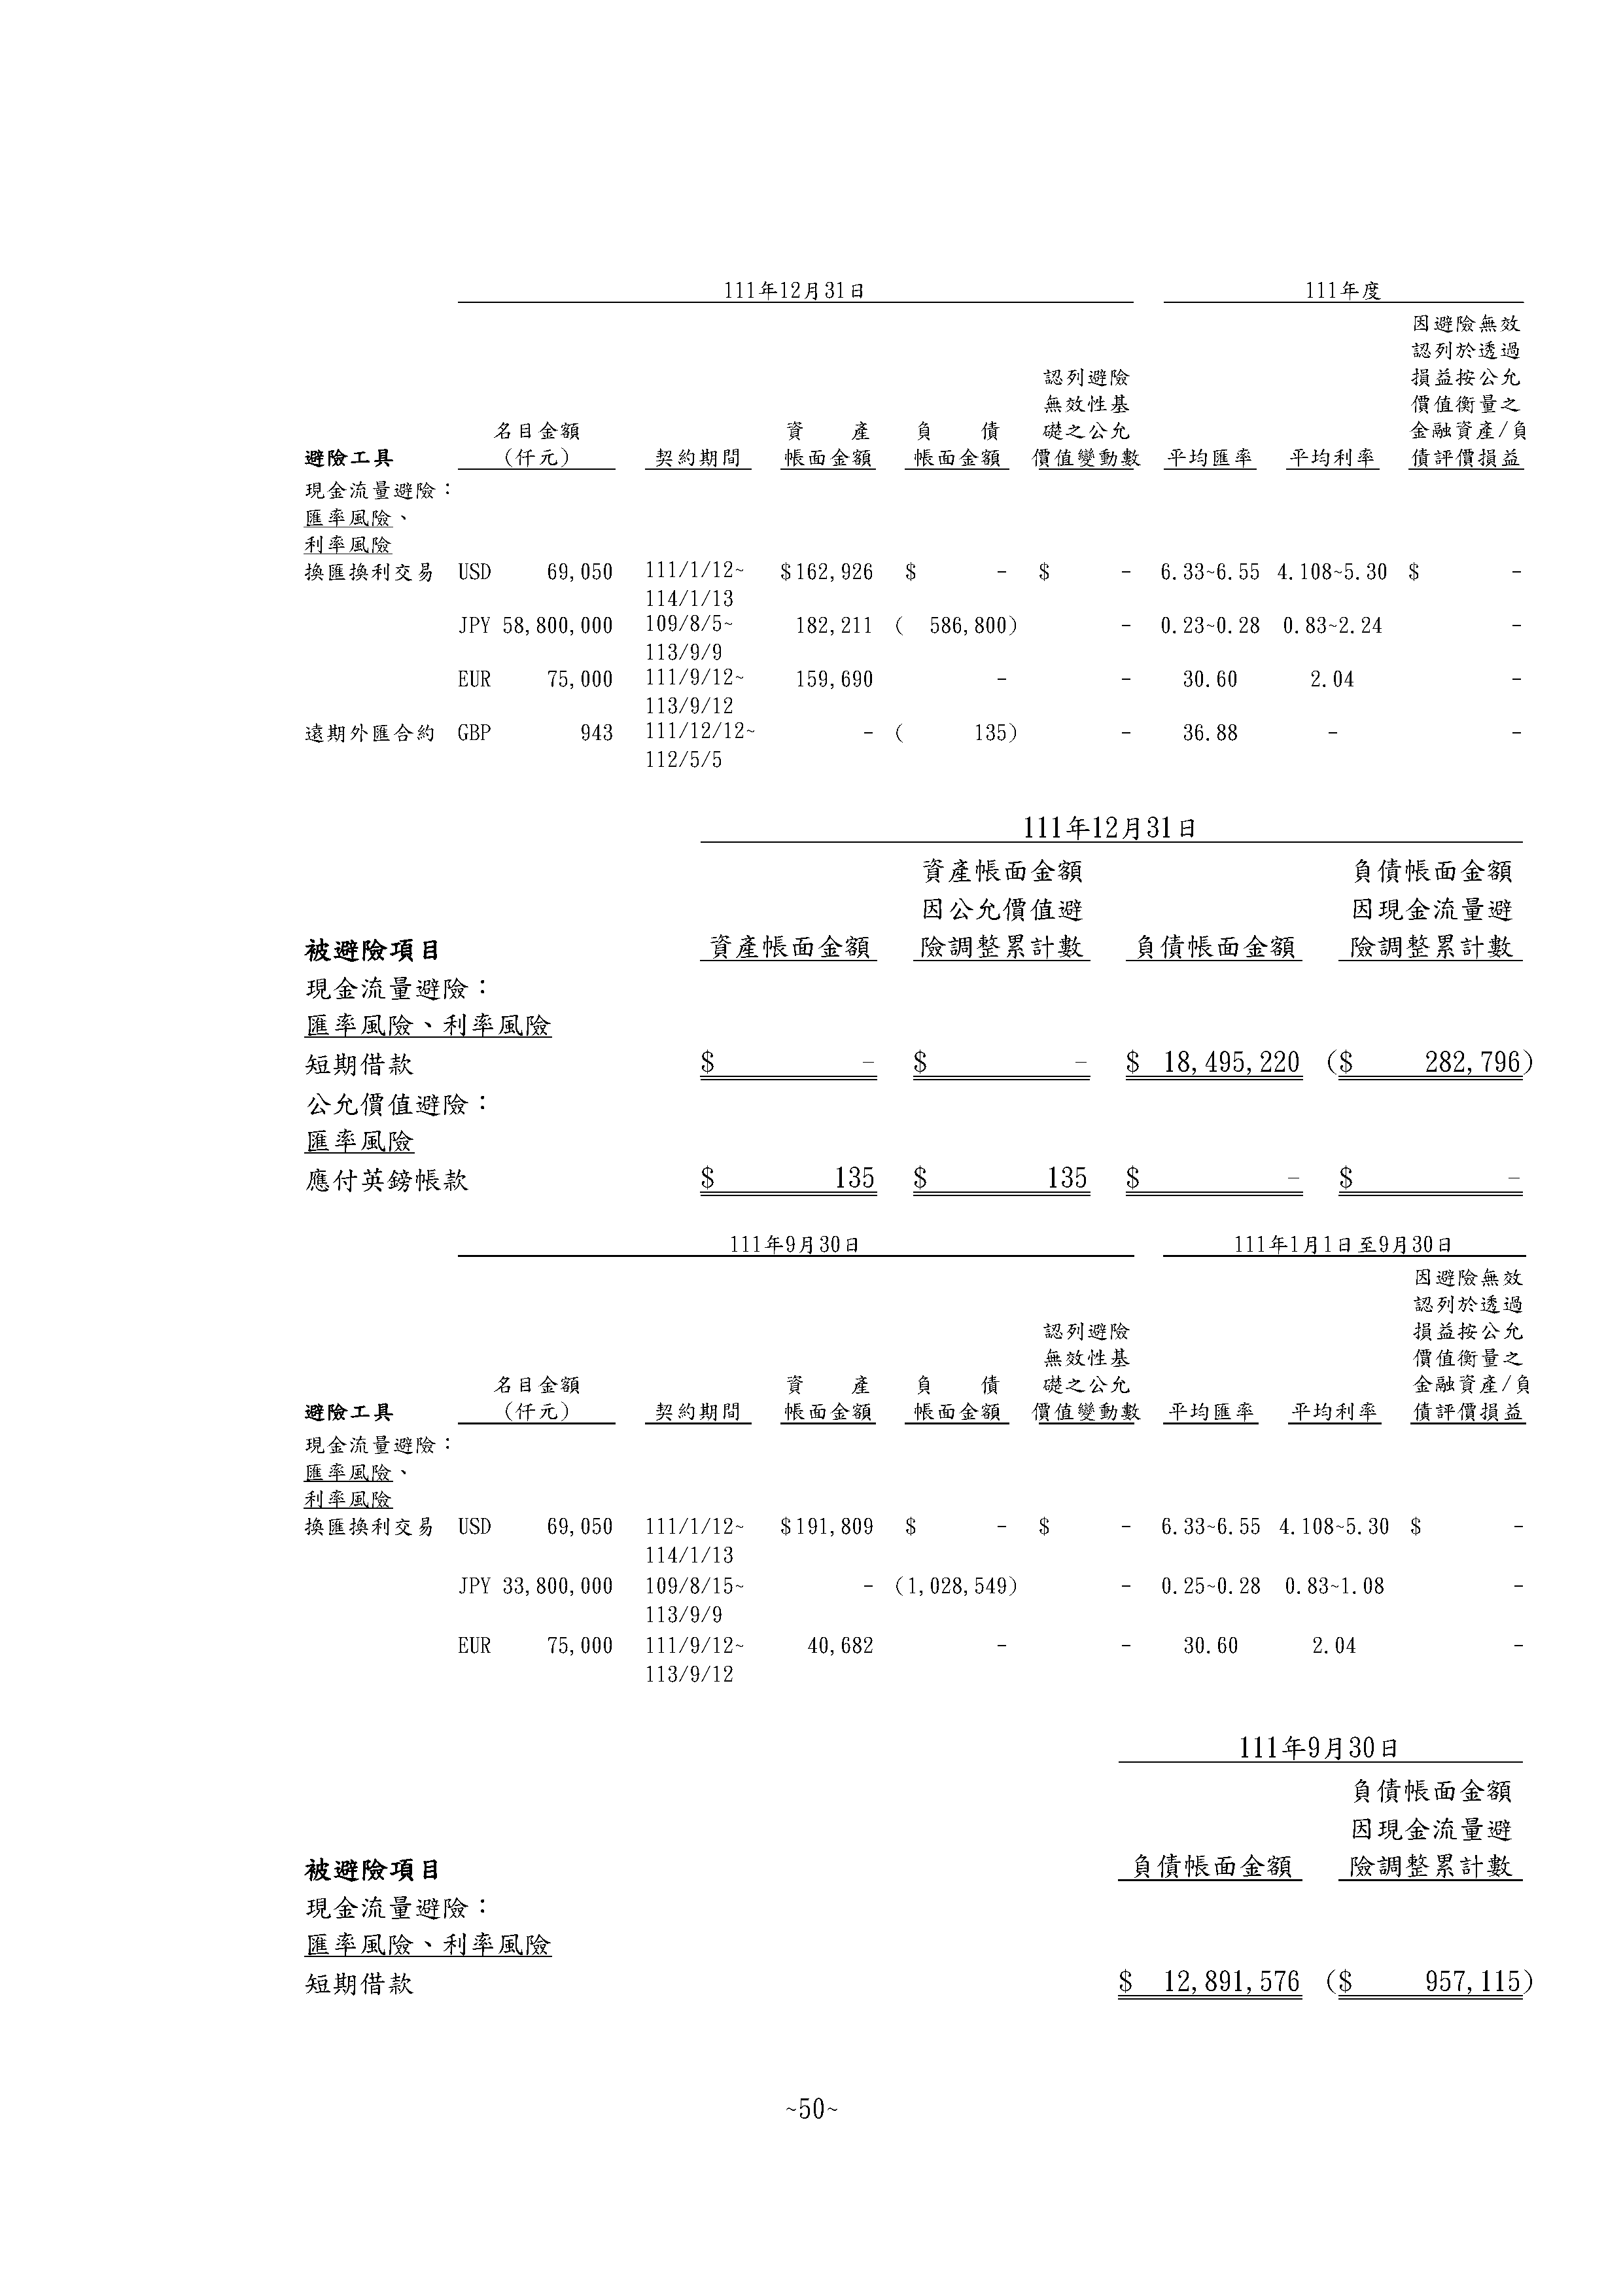 111年12月31日 111年度
因避險無效
認列於透過
認列避險 損益按公允
無效性基 價值衡量之
名目金額 資 產 負 債 礎之公允 金融資產/負
避險工具 (仟元) 契約期間 帳面金額 帳面金額 價值變動數 平均匯率 平均利率 債評價損益
現金流量避險：
匯率風險、
利率風險
換匯換利交易 USD 69,050 111/1/12~ $162,926 $ - $ - 6.33~6.55 4.108~5.30 $ -
114/1/13
JPY 58,800,000 109/8/5~ 182,211 ( 586,800) - 0.23~0.28 0.83~2.24 -
113/9/9
EUR 75,000 111/9/12~ 159,690 - - 30.60 2.04 -
113/9/12
遠期外匯合約 GBP 943 111/12/12~ - ( 135) - 36.88 - -
112/5/5
111年12月31日
資產帳面金額 負債帳面金額
因公允價值避 因現金流量避
被避險項目 資產帳面金額 險調整累計數 負債帳面金額 險調整累計數
現金流量避險：
匯率風險、利率風險
短期借款 $ - $ - $ 18,495,220 ($ 282,796)
公允價值避險：
匯率風險
應付英鎊帳款 $ 135 $ 135 $ - $ -
111年9月30日 111年1月1日至9月30日
因避險無效
認列於透過
認列避險 損益按公允
無效性基 價值衡量之
名目金額 資 產 負 債 礎之公允 金融資產/負
避險工具 (仟元) 契約期間 帳面金額 帳面金額 價值變動數 平均匯率 平均利率 債評價損益
現金流量避險：
匯率風險、
利率風險
換匯換利交易 USD 69,050 111/1/12~ $191,809 $ - $ - 6.33~6.55 4.108~5.30 $ -
114/1/13
JPY 33,800,000 109/8/15~ - (1,028,549) - 0.25~0.28 0.83~1.08 -
113/9/9
EUR 75,000 111/9/12~ 40,682 - - 30.60 2.04 -
113/9/12
111年9月30日
負債帳面金額
因現金流量避
被避險項目 負債帳面金額 險調整累計數
現金流量避險：
匯率風險、利率風險
短期借款 $ 12,891,576 ($ 957,115)
~50~